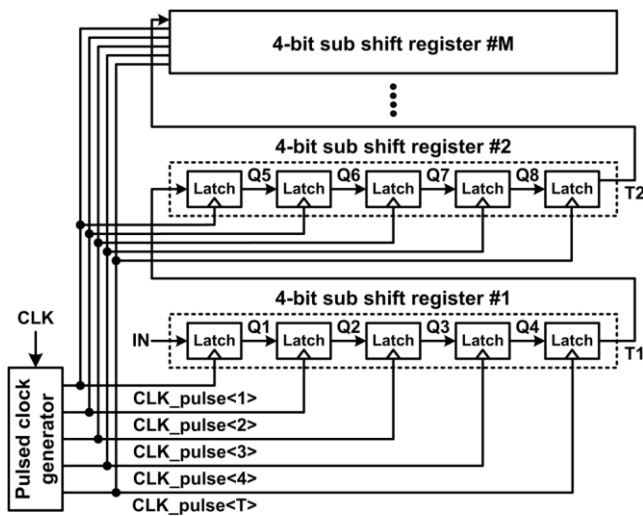 4-bit sub shift register #M
4-bit sub shift register #2
Latch Q5 Latch Q6 Latch Q7 Latch Q8 Latch
T2
4-bit sub shift register #1
CLK
IN Latch Q1 Latch Q2 Latch Q3 Latch Q4 Latch
T1
Pulsed clock
generator
CLK_pulse<1>
CLK_pulse<2>
CLK_pulse<3>
CLK_pulse<4>
CLK_pulse<T>